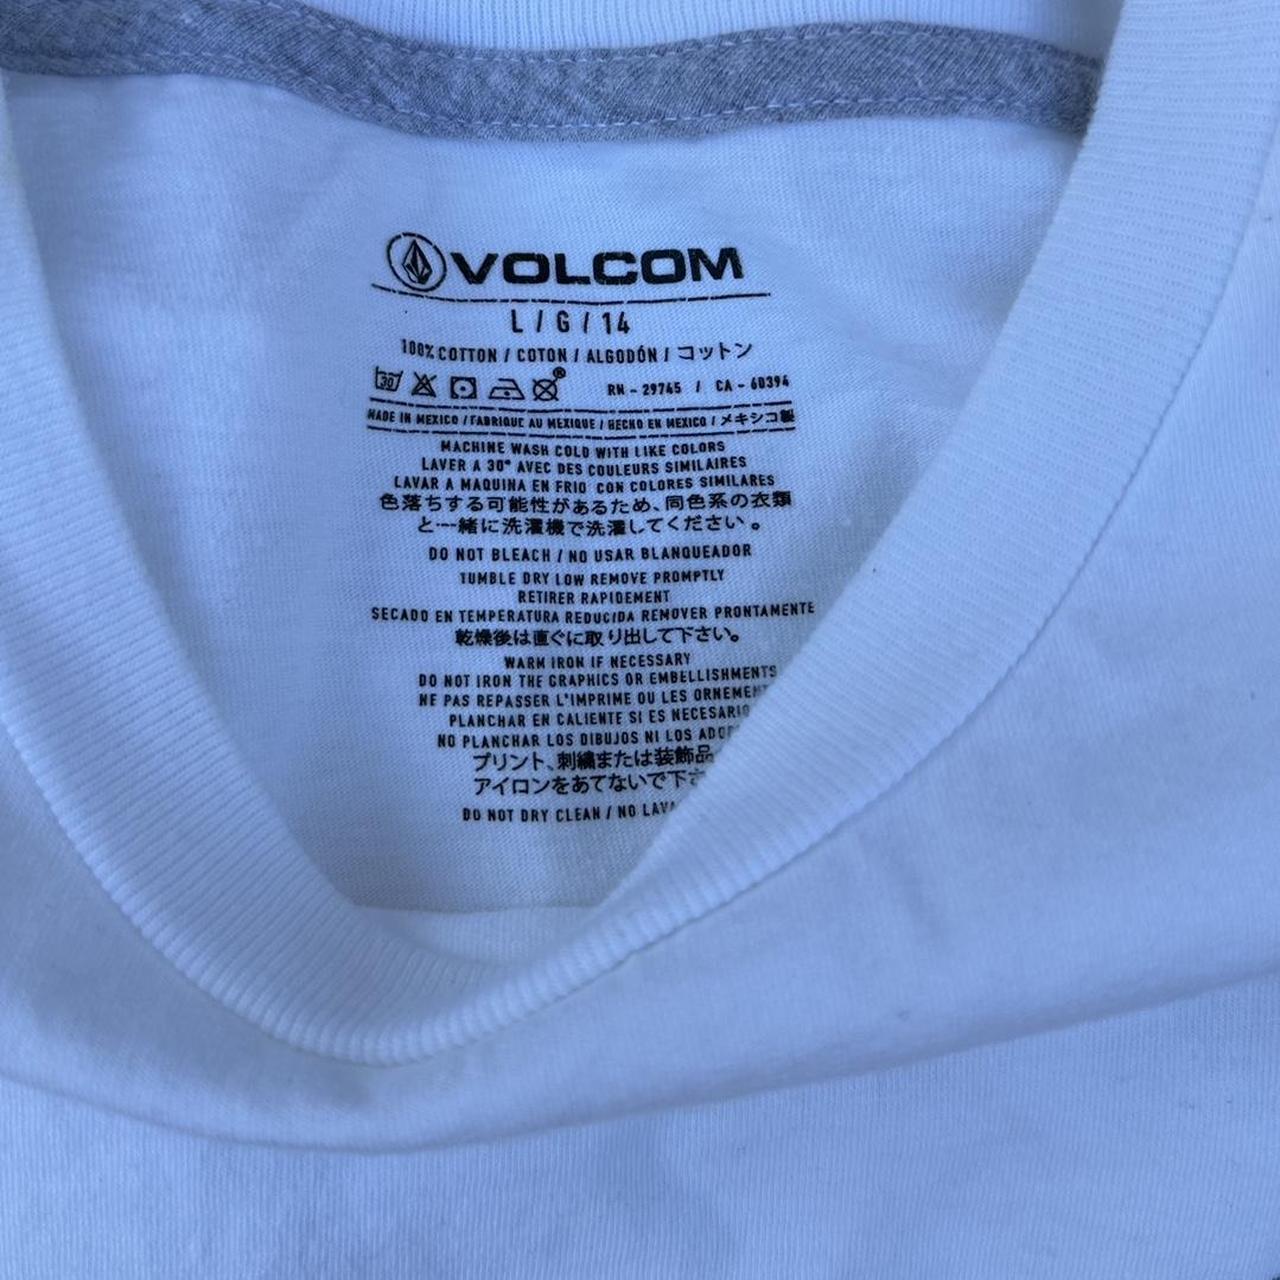 VOLCOM
L / G / 14
100% COTTON / COTON / ALGODÓN / コットン
30 RN - 29745 / CA - 60394
MADE IN MEXICO / FABRIQUE AU MEXIQUE / HECHO EN MEXICO / メキシコ製
MACHINE WASH COLD WITH LIKE COLORS
LAVER A 30° AVEC DES COULEURS SIMILAIRES
LAVAR A MAQUINA EN FRIO CON COLORES SIMILARES
色落ちする可能性があるため、同色系の衣類
と一緒に洗濯機で洗濯してください。
DO NOT BLEACH / NO USAR BLANQUEADOR
TUMBLE DRY LOW REMOVE PROMPTLY
RETIRER RAPIDEMENT
SECADO EN TEMPERATURA REDUCIDA REMOVER PRONTAMENTE
乾燥後は直ぐに取り出して下さい。
WARM IRON IF NECESSARY
DO NOT IRON THE GRAPHICS OR EMBELLISHMENTS
NE PAS REPASSER L'IMPRIME OU LES ORNEMEN
PLANCHAR EN CALIENTE SI ES NECESARIO
NO PLANCHAR LOS DIBUJOS NI LOS
プリント、刺繍または装飾品
アイロンをあてないで下さ
DO NOT DRY CLEAN / NO LAVA